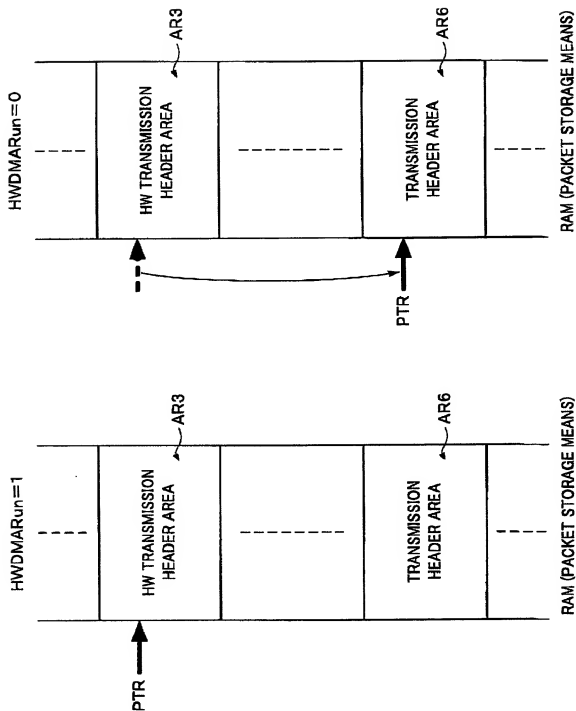 HWDMARun=1
PTR
HW TRANSMISSION
HEADER AREA
AR3
TRANSMISSION
HEADER AREA
AR6
RAM (PACKET STORAGE MEANS)
HWDMARun=0
HW TRANSMISSION
HEADER AREA
AR3
PTR
TRANSMISSION
HEADER AREA
AR6
RAM (PACKET STORAGE MEANS)